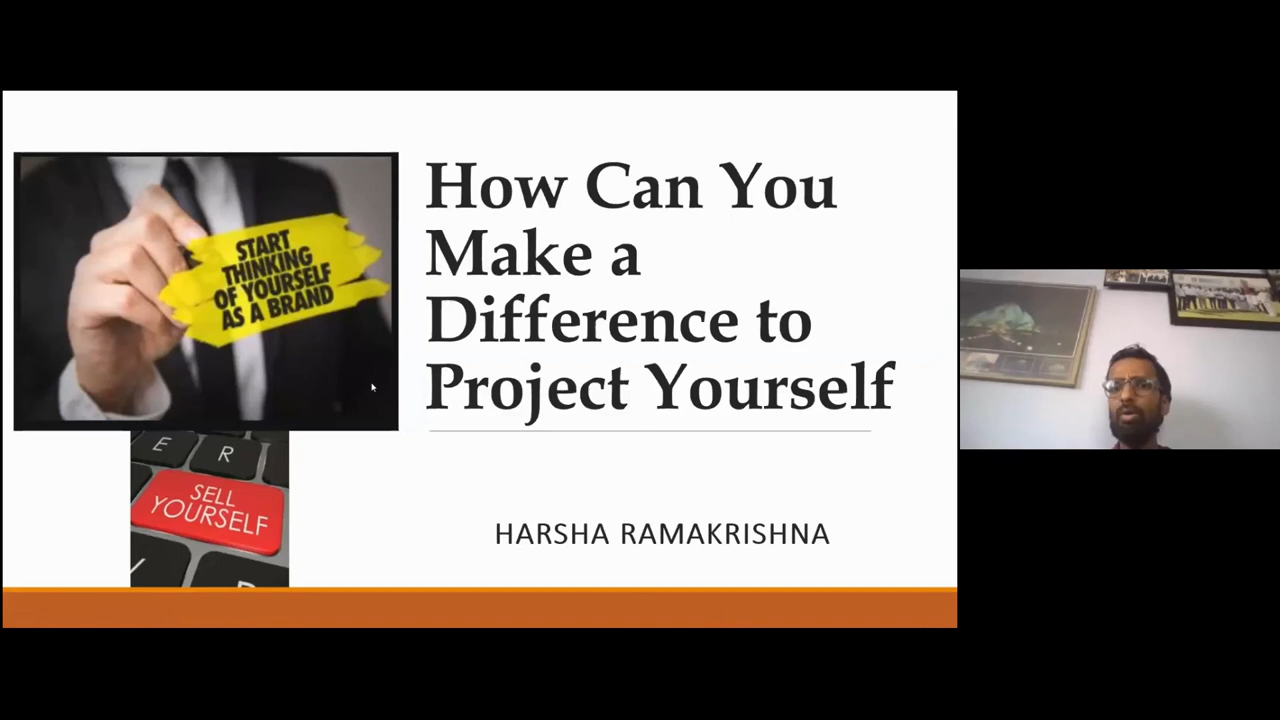 How Can You
Make a
Difference to
Project Yourself
START
THINKING
OF YOURSELF
AS A BRAND
E R
SELL
YOURSELF
HARSHA RAMAKRISHNA